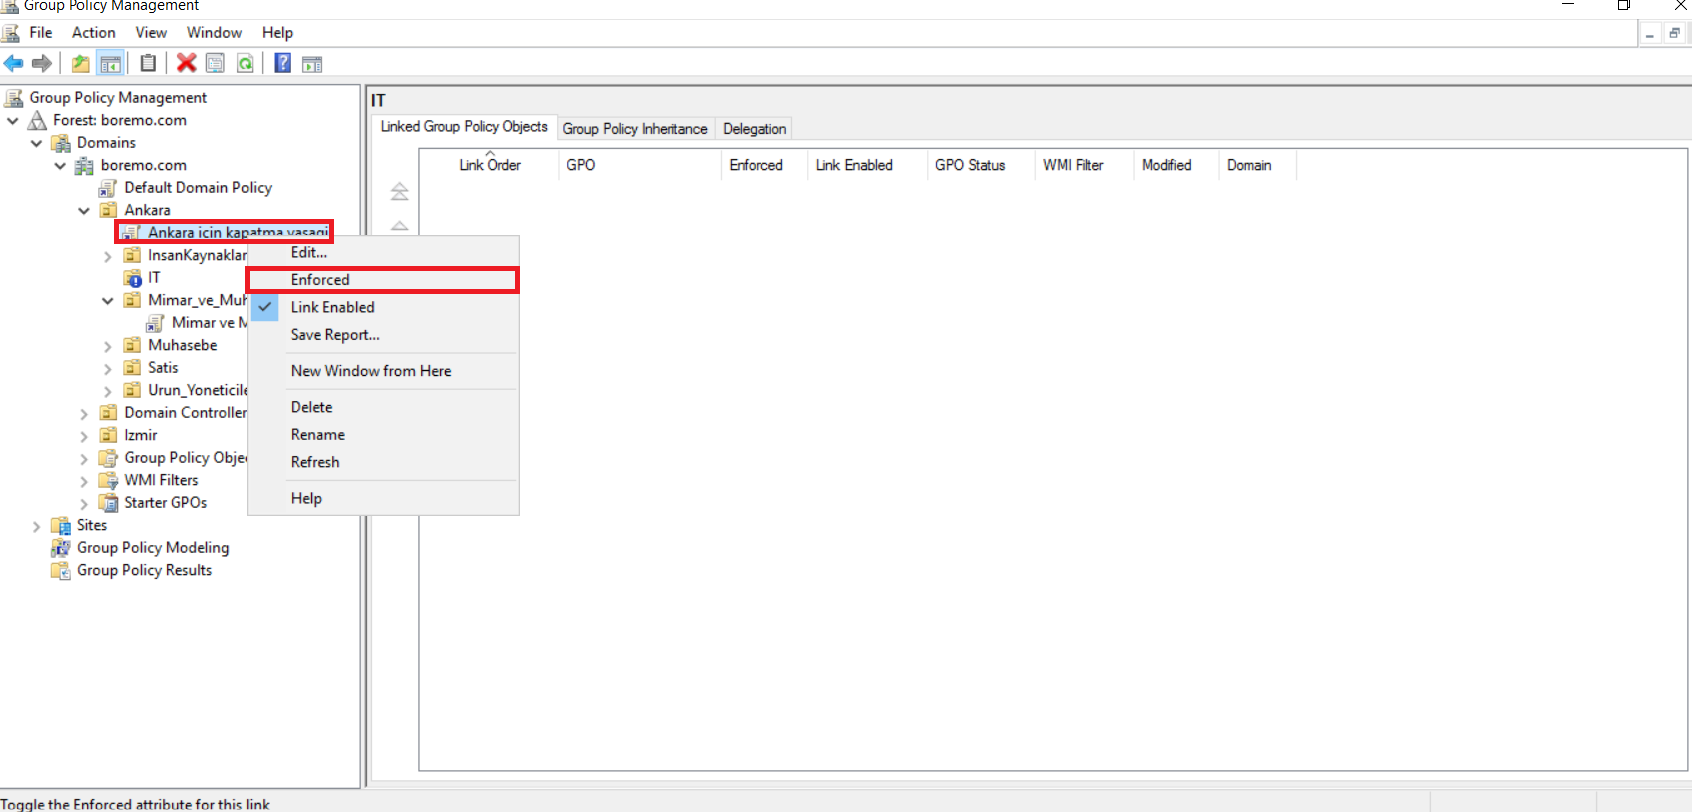 Group Policy Management
File Action View Window Help
Group Policy Management
Forest: boremo.com
Domains
boremo.com
Default Domain Policy
Ankara
Ankara icin kapatma yasagi
InsanKaynaklar
IT
Mimar_ve_Muh
Mimar ve M
Muhasebe
Satis
Urun_Yoneticile
Domain Controller
Izmir
Group Policy Obje
WMI Filters
Starter GPOs
Sites
Group Policy Modeling
Group Policy Results
Edit...
Enforced
Link Enabled
Save Report...
New Window from Here
Delete
Rename
Refresh
Help
IT
Linked Group Policy Objects Group Policy Inheritance Delegation
Link Order GPO Enforced Link Enabled GPO Status WMI Filter Modified Domain
Toggle the Enforced attribute for this link